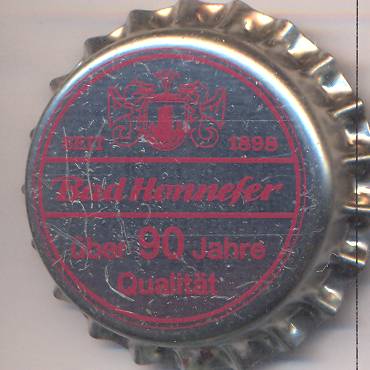 SEIT 1898
Bad Honnefer
über 90 Jahre
Qualität